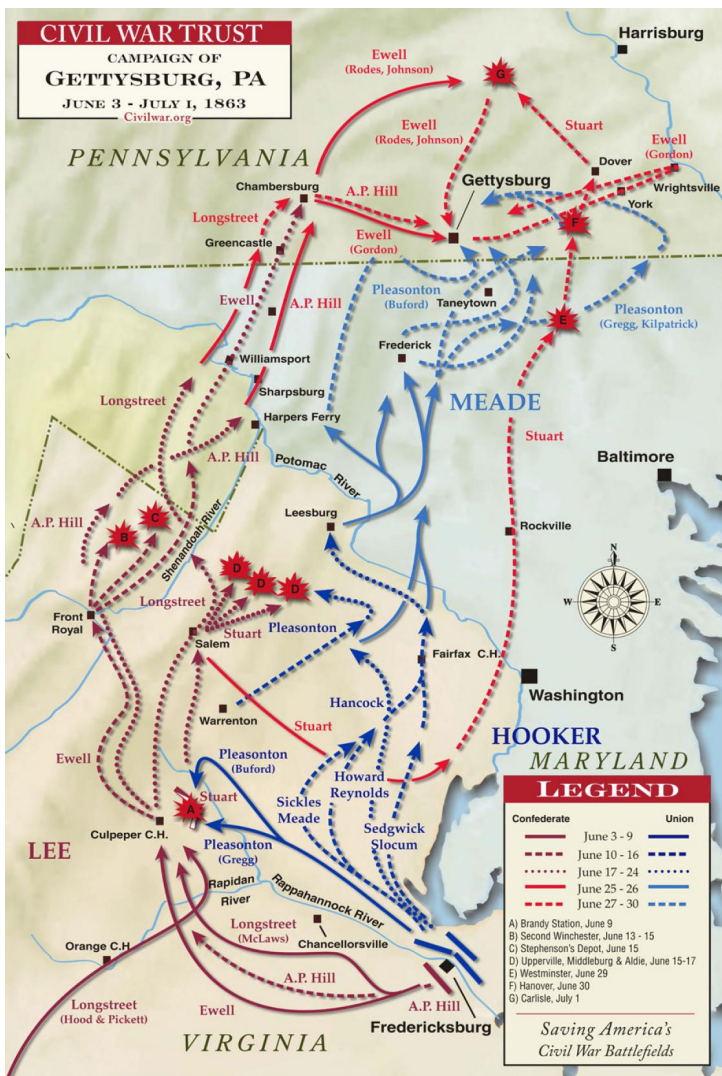 CIVIL WAR TRUST
CAMPAIGN OF
GETTYSBURG, PA
JUNE 3 - JULY 1, 1863
Civilwar.org
Harrisburg
Ewell
(Rodes, Johnson)
G
PENNSYLVANIA
Ewell
(Rodes, Johnson)
Stuart
Ewell
(Gordon)
Dover
Wrightsville
York
Chambersburg
A.P. Hill
Gettysburg
Longstreet
Greencastle
Ewell
(Gordon)
F
Ewell
A.P. Hill
Pleasonton
(Buford)
Taneytown
Pleasonton
(Gregg, Kilpatrick)
E
Williamsport
Frederick
Sharpsburg
Longstreet
MEADE
Harpers Ferry
Stuart
A.P. Hill
Potomac
River
Baltimore
A.P. Hill
B
C
Shenandoah River
Leesburg
Rockville
N
W
E
S
D
D
D
Longstreet
Front
Royal
Stuart
Salem
Pleasonton
Fairfax C.H.
Washington
Warrenton
Hancock
Stuart
HOOKER
MARYLAND
Ewell
Pleasonton
(Buford)
Howard
Reynolds
Stuart
A
Sickles
Meade
Culpeper C.H.
LEE
Pleasonton
(Gregg)
Sedgwick
Slocum
Rapidan
River
Rappahannock River
Longstreet
(McLaws)
Chancellorsville
Orange C.H.
A.P. Hill
Ewell
A.P. Hill
Longstreet
(Hood & Pickett)
Fredericksburg
VIRGINIA
LEGEND
Confederate
Union
June 3 - 9
June 10 - 16
June 17 - 24
June 25 - 26
June 27 - 30
A) Brandy Station, June 9
B) Second Winchester, June 13 - 15
C) Stephenson's Depot, June 15
D) Upperville, Middleburg & Aldie, June 15-17
E) Westminster, June 29
F) Hanover, June 30
G) Carlisle, July 1
Saving America's
Civil War Battlefields